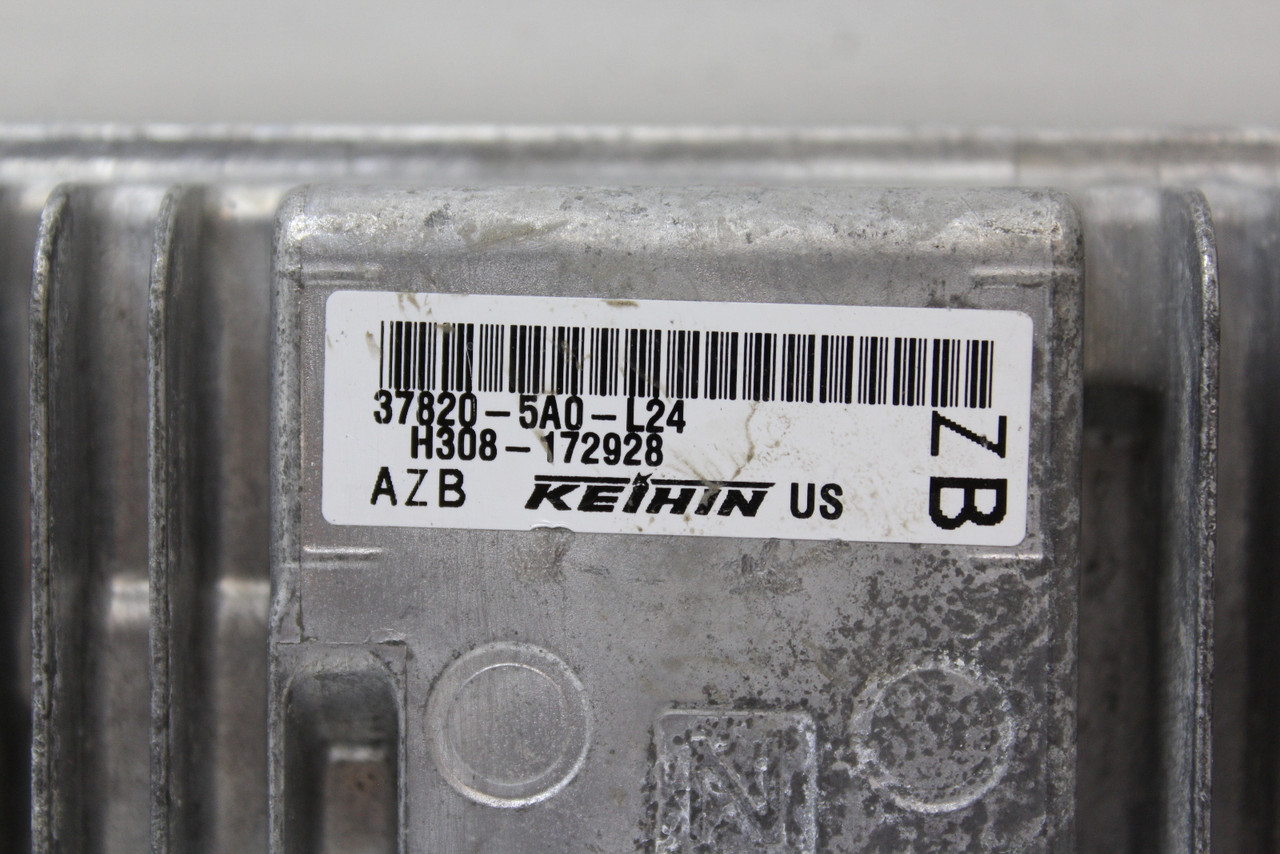 37820-5A0-L24
H308-172928
AZB KEIHIN US
ZB
N